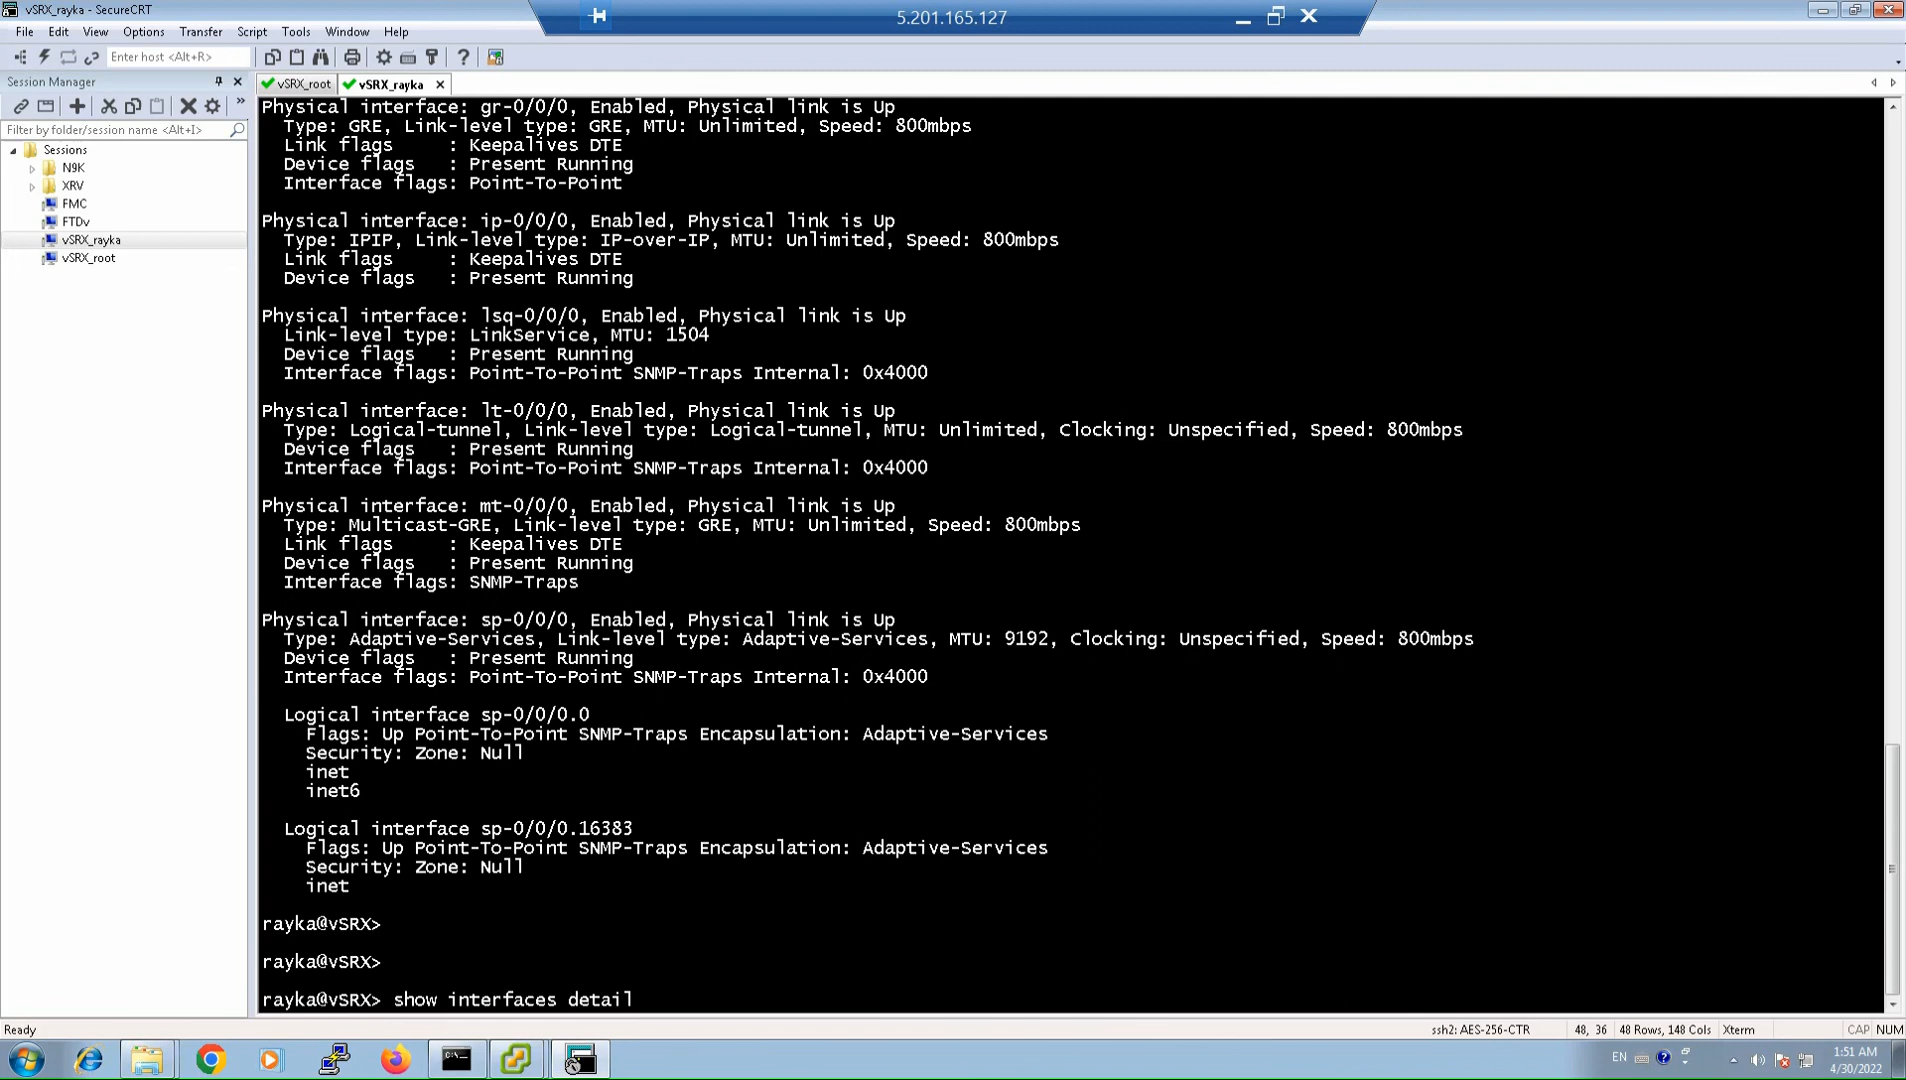 vSRX_rayka - SecureCRT
5.201.165.127
File Edit View Options Transfer Script Tools Window Help
Enter host <Alt+R>
Session Manager
vSRX_root
vSRX_rayka
Filter by folder/session name <Alt+I>
Sessions
N9K
XRV
FMC
FTDv
vSRX_rayka
vSRX_root
Physical interface: gr-0/0/0, Enabled, Physical link is Up
Type: GRE, Link-level type: GRE, MTU: Unlimited, Speed: 800mbps
Link flags     : Keepalives DTE
Device flags   : Present Running
Interface flags: Point-To-Point
Physical interface: ip-0/0/0, Enabled, Physical link is Up
Type: IPIP, Link-level type: IP-over-IP, MTU: Unlimited, Speed: 800mbps
Link flags     : Keepalives DTE
Device flags   : Present Running
Physical interface: lsq-0/0/0, Enabled, Physical link is Up
Link-level type: LinkService, MTU: 1504
Device flags   : Present Running
Interface flags: Point-To-Point SNMP-Traps Internal: 0x4000
Physical interface: lt-0/0/0, Enabled, Physical link is Up
Type: Logical-tunnel, Link-level type: Logical-tunnel, MTU: Unlimited, Clocking: Unspecified, Speed: 800mbps
Device flags   : Present Running
Interface flags: Point-To-Point SNMP-Traps Internal: 0x4000
Physical interface: mt-0/0/0, Enabled, Physical link is Up
Type: Multicast-GRE, Link-level type: GRE, MTU: Unlimited, Speed: 800mbps
Link flags     : Keepalives DTE
Device flags   : Present Running
Interface flags: SNMP-Traps
Physical interface: sp-0/0/0, Enabled, Physical link is Up
Type: Adaptive-Services, Link-level type: Adaptive-Services, MTU: 9192, Clocking: Unspecified, Speed: 800mbps
Device flags   : Present Running
Interface flags: Point-To-Point SNMP-Traps Internal: 0x4000
Logical interface sp-0/0/0.0
Flags: Up Point-To-Point SNMP-Traps Encapsulation: Adaptive-Services
Security: Zone: Null
inet
inet6
Logical interface sp-0/0/0.16383
Flags: Up Point-To-Point SNMP-Traps Encapsulation: Adaptive-Services
Security: Zone: Null
inet
rayka@vSRX>
rayka@vSRX>
rayka@vSRX> show interfaces detail
Ready
ssh2: AES-256-CTR 48, 36 48 Rows, 148 Cols Xterm CAP NUM
EN
1:51 AM
4/30/2022